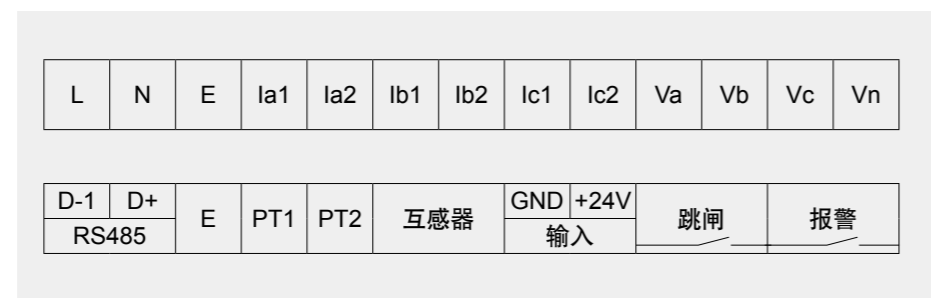 L N E Ia1 Ia2 Ib1 Ib2 Ic1 Ic2 Va Vb Vc Vn
D-1 D+ E PT1 PT2 互感器 GND +24V 跳闸 报警
RS485 输入